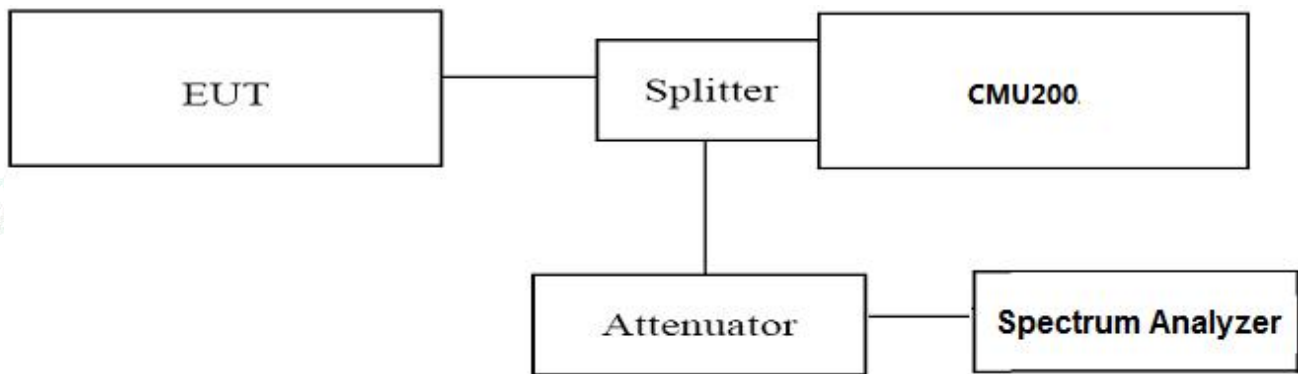 EUT
Splitter
CMU200.
Attenuator
Spectrum Analyzer